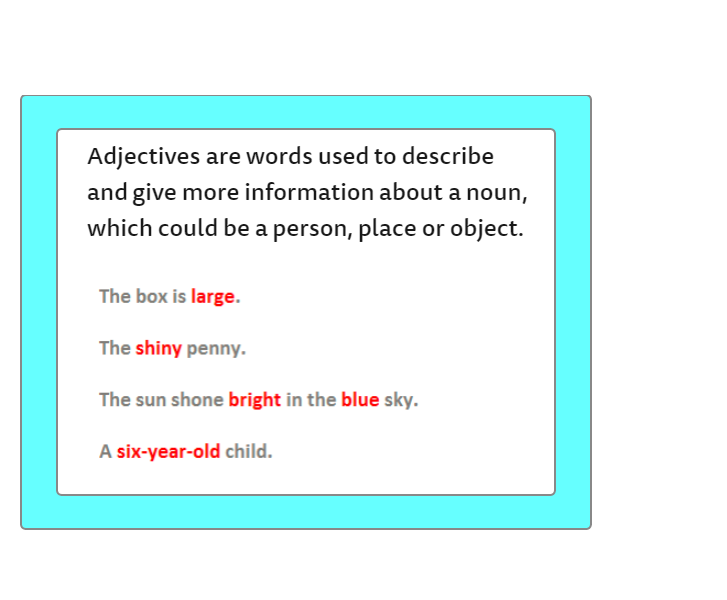 Adjectives are words used to describe
and give more information about a noun,
which could be a person, place or object.
The box is large.
The shiny penny.
The sun shone bright in the blue sky.
A six-year-old child.